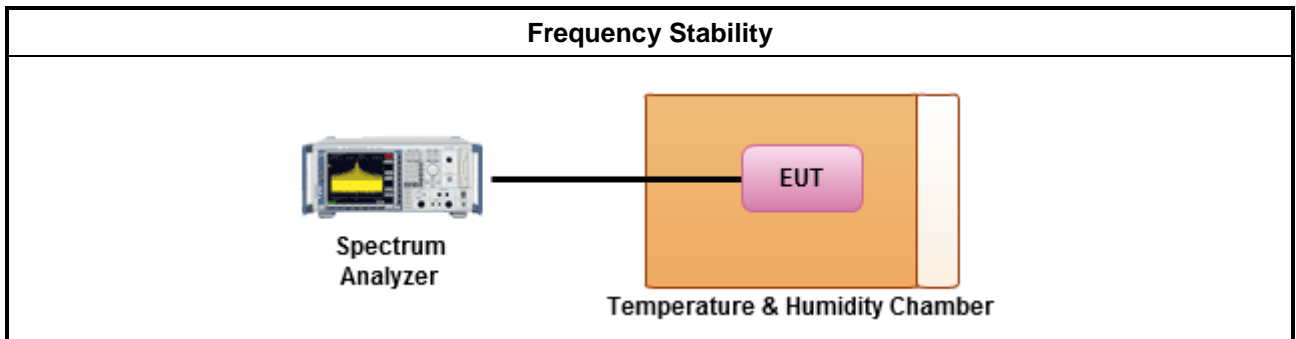 Frequency Stability
EUT
Spectrum
Analyzer
Temperature & Humidity Chamber